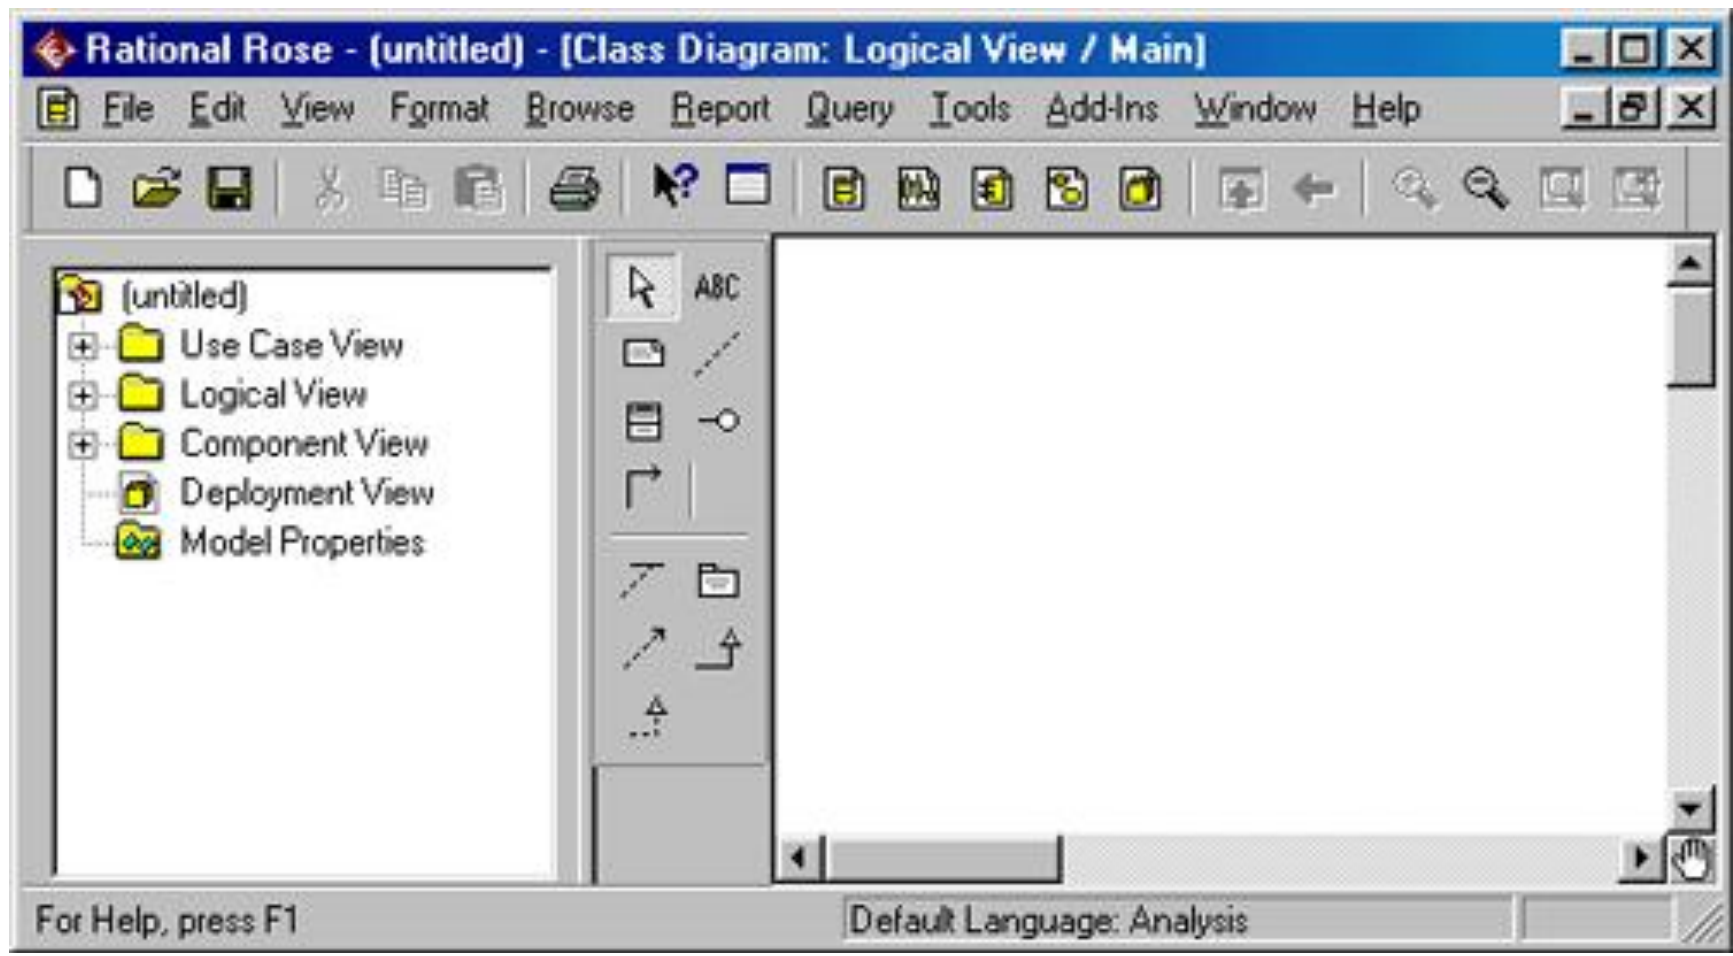 Rational Rose - (untitled) - [Class Diagram: Logical View / Main]
File Edit View Format Browse Report Query Tools Add-Ins Window Help
(untitled)
ABC
Use Case View
Logical View
Component View
Deployment View
Model Properties
For Help, press F1
Default Language: Analysis